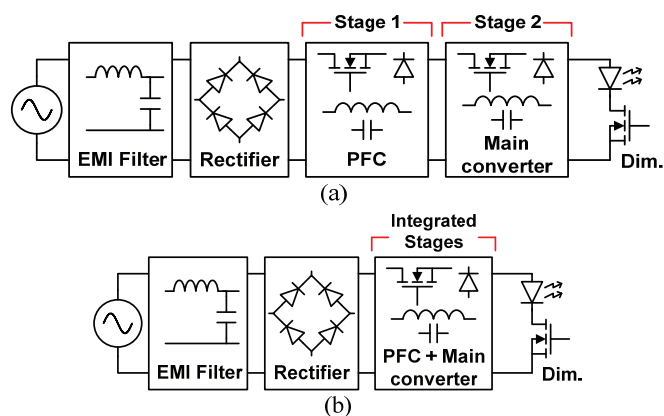 Stage 1
Stage 2
EMI Filter
Rectifier
PFC
Main
converter
Dim.
(a)
Integrated
Stages
EMI Filter
Rectifier
PFC + Main
converter
Dim.
(b)